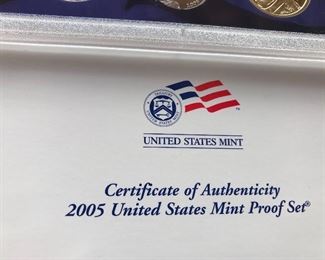 UNITED STATES MINT
Certificate of Authenticity
2005 United States Mint Proof Set®